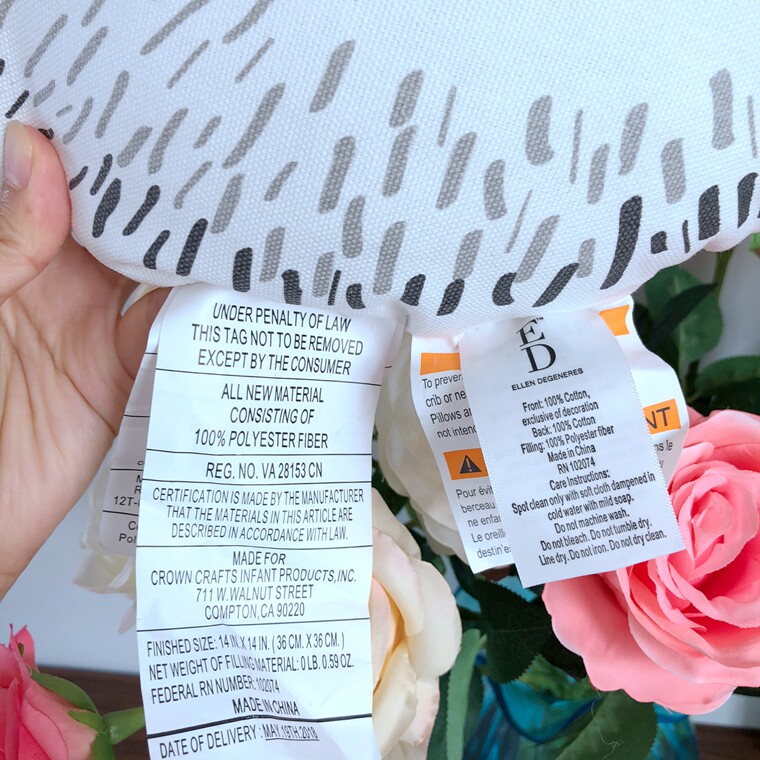 UNDER PENALTY OF LAW
THIS TAG NOT TO BE REMOVED
EXCEPT BY THE CONSUMER
ALL NEW MATERIAL
CONSISTING OF
100% POLYESTER FIBER
REG. NO. VA 28153 CN
CERTIFICATION IS MADE BY THE MANUFACTURER
THAT THE MATERIALS IN THIS ARTICLE ARE
DESCRIBED IN ACCORDANCE WITH LAW.
MADE FOR
CROWN CRAFTS INFANT PRODUCTS,INC.
711 W.WALNUT STREET
COMPTON,CA 90220
FINISHED SIZE: 14 IN. X 14 IN. ( 36 CM. X 36 CM. )
NET WEIGHT OF FILLING MATERIAL: 0 LB. 0.59 OZ.
FEDERAL RN NUMBER: 102074
MADE IN CHINA
DATE OF DELIVERY : MAY.19TH.2018
12T-
To preven
crib or ne
Pillows a
not intend
Pour évit
berceau
ne enfan
Le oreill
destin'es
NT
ED
ELLEN DEGENERES
Front: 100% Cotton,
exclusive of decoration
Back: 100% Cotton
Filling: 100% Polyester fiber
Made in China
RN 102074
Care Instructions:
Spot clean only with soft cloth dampened in
cold water with mild soap.
Do not machine wash.
Do not bleach. Do not tumble dry.
Line dry. Do not iron. Do not dry clean.